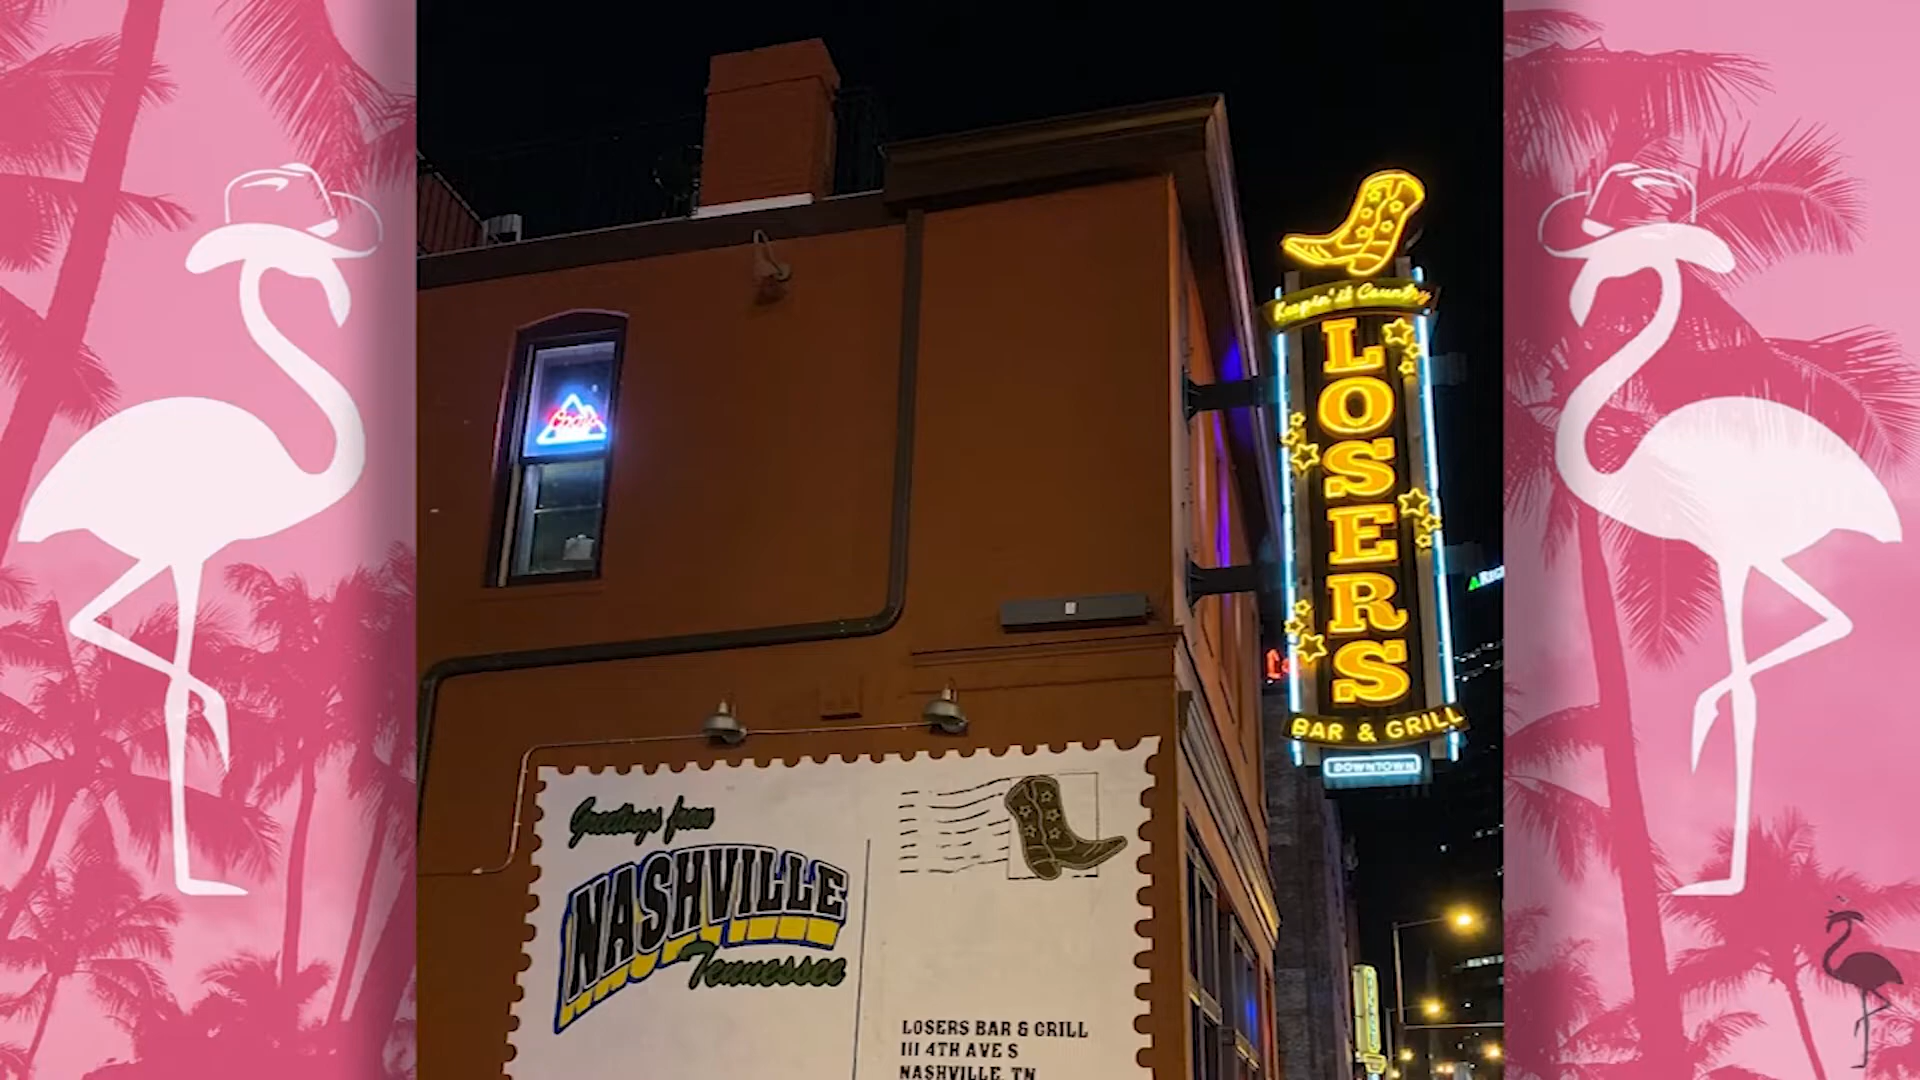 Coors
Keepin' it Country
LOSERS
BAR & GRILL
DOWNTOWN
Greetings from
NASHVILLE
Tennessee
LOSERS BAR & GRILL
111 4TH AVE S
NASHVILLE, TN